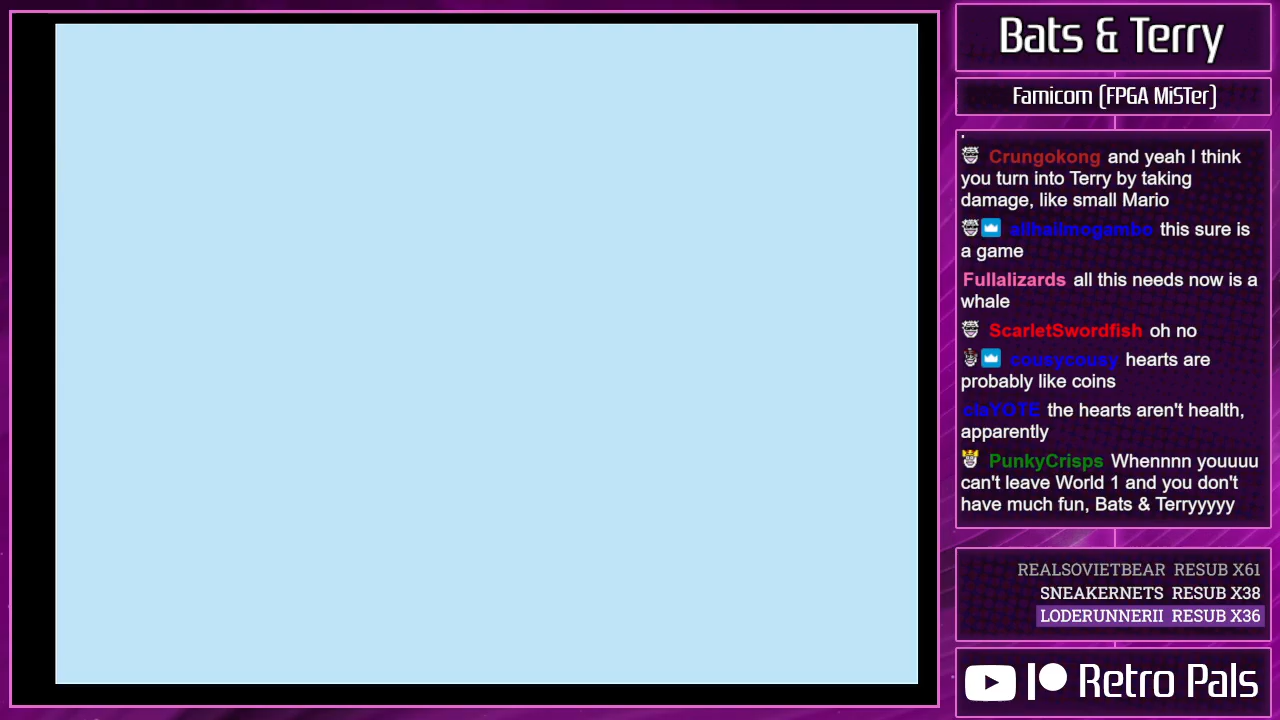 Bats & Terry
Famicom (FPGA MiSTer)
Crungokong and yeah I think
you turn into Terry by taking
damage, like small Mario
allhailmogambo this sure is
a game
Fullalizards all this needs now is a
whale
ScarletSwordfish oh no
cousycousy hearts are
probably like coins
claYOTE the hearts aren't health,
apparently
PunkyCrisps Whennnn youuuu
can't leave World 1 and you don't
have much fun, Bats & Terryyyyy
REALSOVIETBEAR RESUB X61
SNEAKERNETS RESUB X38
LODERUNNERII RESUB X36
Retro Pals